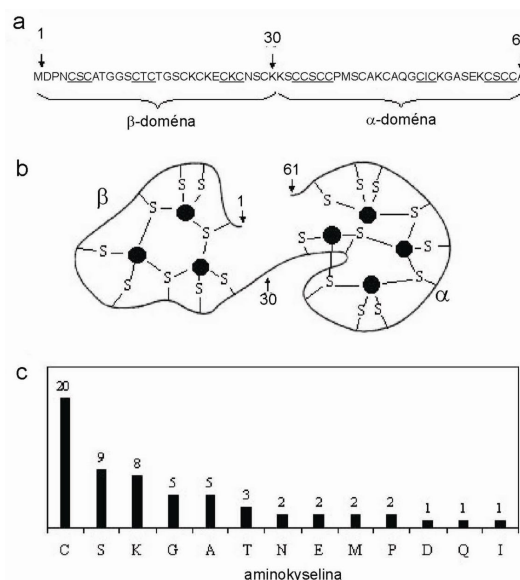 a
1 30 6
MDPNCSCATGGSCTCTGSCKCKECKCNSCKKSCCSCCPMSCAKCAQGCICKGASEKCSCCA
β-doména α-doména
b
β S S S 1 S S S S S S
61 S S S S S S S S S S S α
30
c
20 9 8 5 5 3 2 2 2 2 1 1 1
C S K G A T N E M P D Q I
aminokyselina